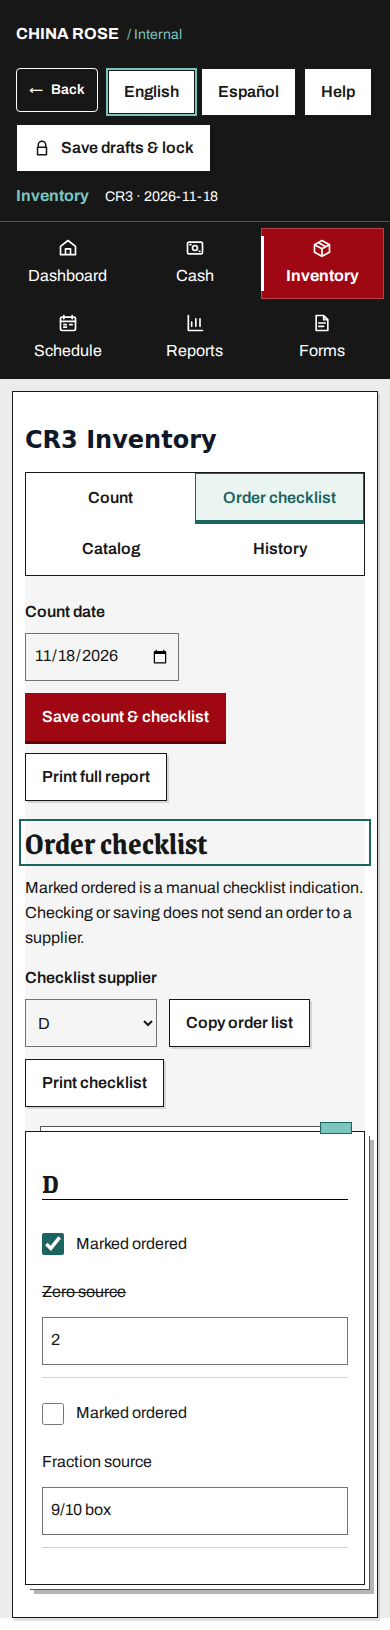 CHINA ROSE / Internal
← Back
English
Español
Help
Save drafts & lock
Inventory CR3 · 2026-11-18
Dashboard
Cash
Inventory
Schedule
Reports
Forms
CR3 Inventory
Count
Order checklist
Catalog
History
Count date
11/18/2026
Save count & checklist
Print full report
Order checklist
Marked ordered is a manual checklist indication.
Checking or saving does not send an order to a
supplier.
Checklist supplier
D
Copy order list
Print checklist
D
Marked ordered
Zero source
2
Marked ordered
Fraction source
9/10 box